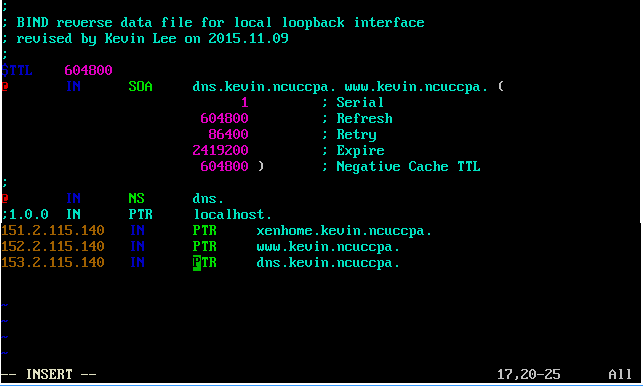 ;
; BIND reverse data file for local loopback interface
; revised by Kevin Lee on 2015.11.09
;
$TTL 604800
@ IN SOA dns.kevin.ncuccpa. www.kevin.ncuccpa. (
1 ; Serial
604800 ; Refresh
86400 ; Retry
2419200 ; Expire
604800 ) ; Negative Cache TTL
;
@ IN NS dns.
;1.0.0 IN PTR localhost.
151.2.115.140 IN PTR xenhome.kevin.ncuccpa.
152.2.115.140 IN PTR www.kevin.ncuccpa.
153.2.115.140 IN PTR dns.kevin.ncuccpa.
~
~
~
~
-- INSERT -- 17,20-25 All